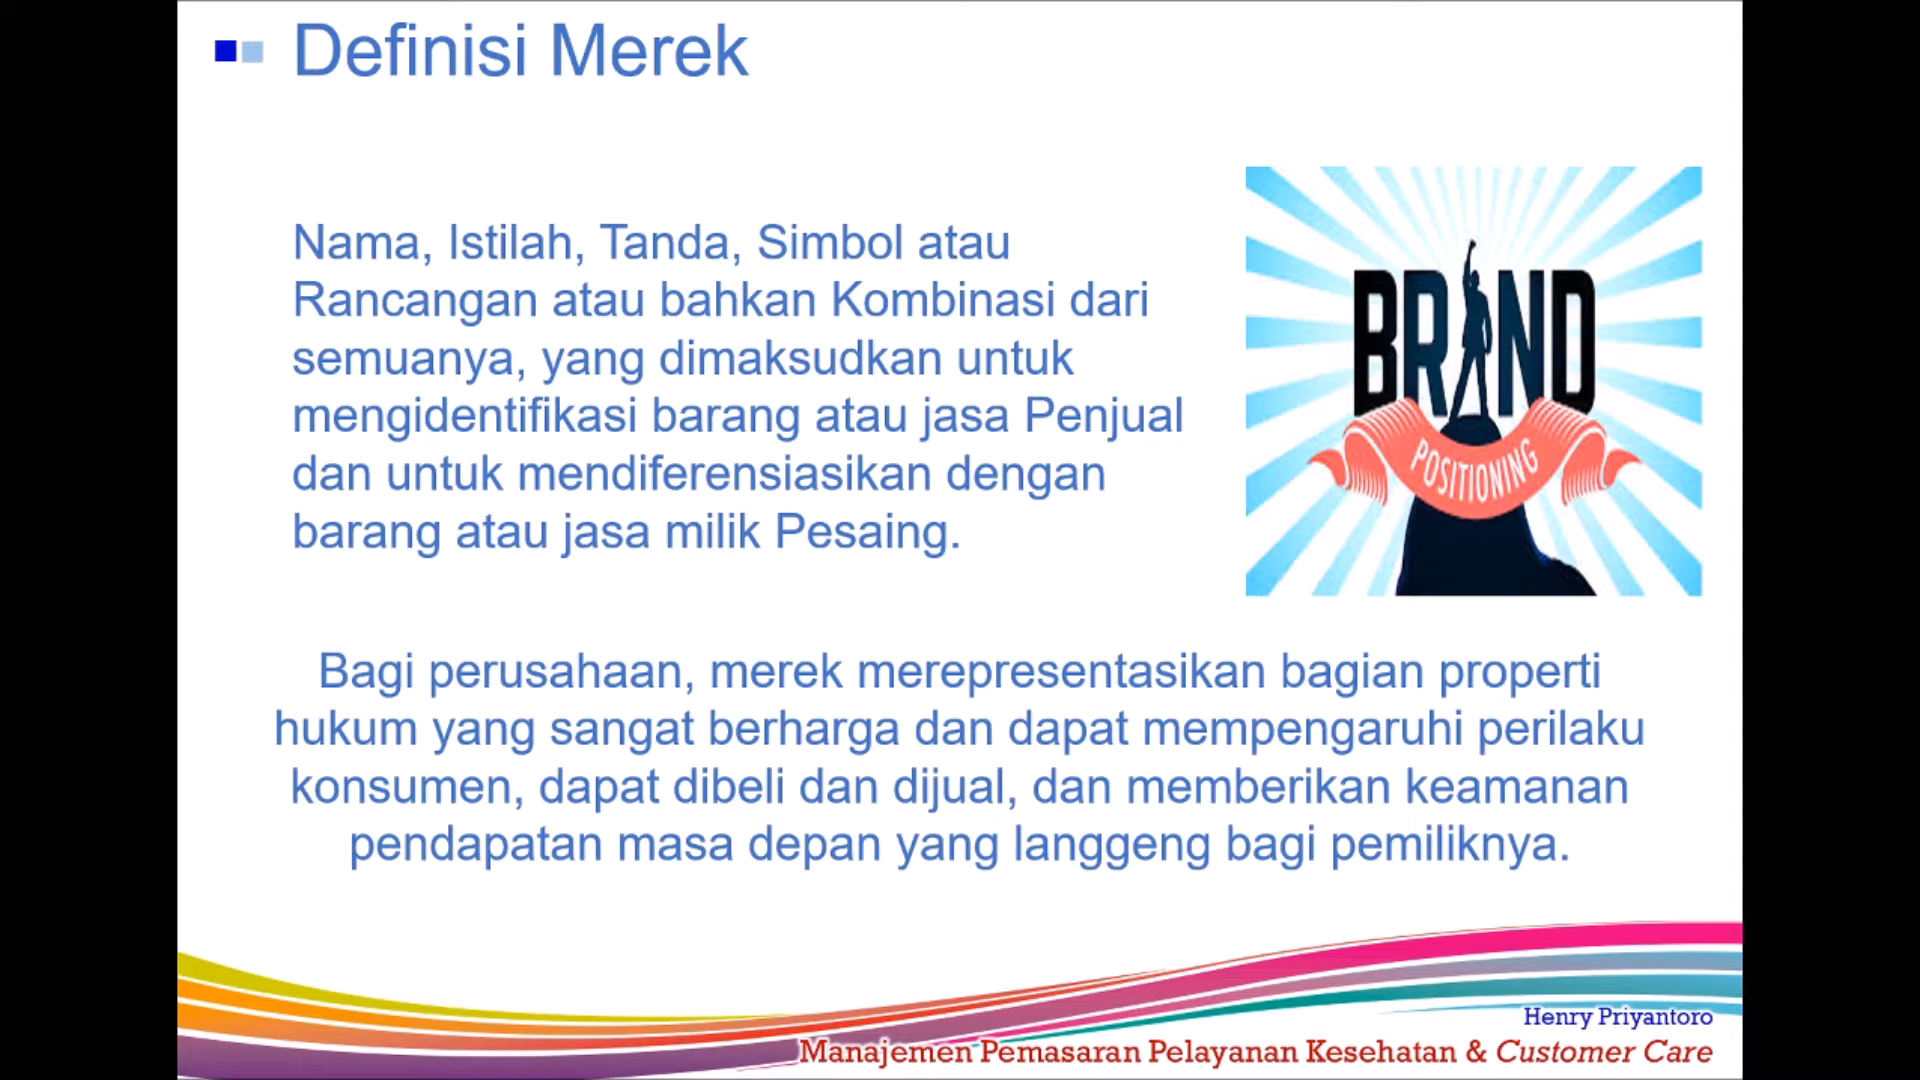 Definisi Merek
Nama, Istilah, Tanda, Simbol atau
Rancangan atau bahkan Kombinasi dari
semuanya, yang dimaksudkan untuk
mengidentifikasi barang atau jasa Penjual
dan untuk mendiferensiasikan dengan
barang atau jasa milik Pesaing.
BRAND
POSITIONING
Bagi perusahaan, merek merepresentasikan bagian properti
hukum yang sangat berharga dan dapat mempengaruhi perilaku
konsumen, dapat dibeli dan dijual, dan memberikan keamanan
pendapatan masa depan yang langgeng bagi pemiliknya.
Henry Priyantoro
Manajemen Pemasaran Pelayanan Kesehatan & Customer Care